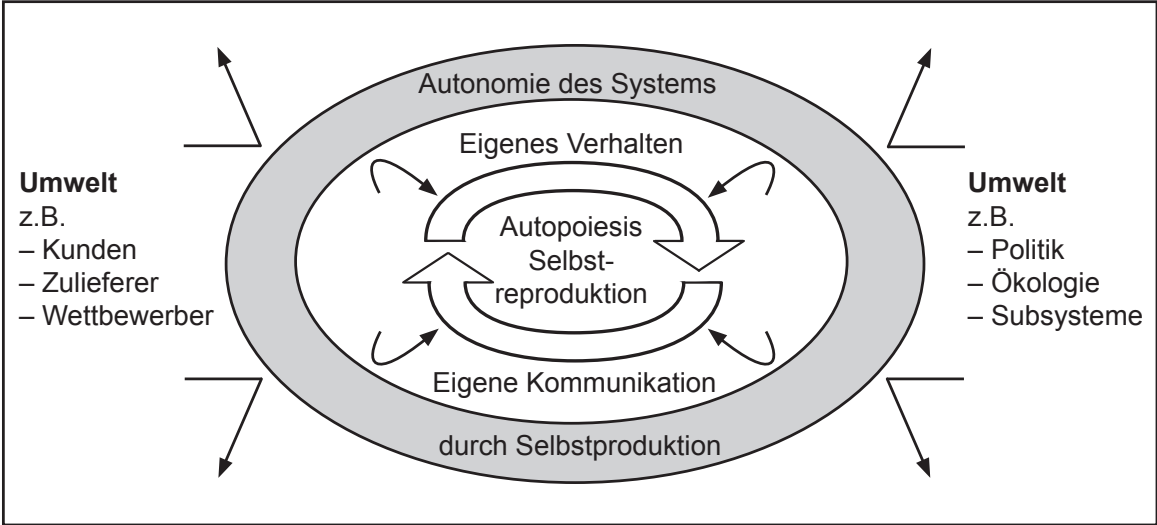 Autonomie des Systems
Eigenes Verhalten
Umwelt
z.B.
– Kunden
– Zulieferer
– Wettbewerber
Autopoiesis
Selbst-
reproduktion
Umwelt
z.B.
– Politik
– Ökologie
– Subsysteme
Eigene Kommunikation
durch Selbstproduktion